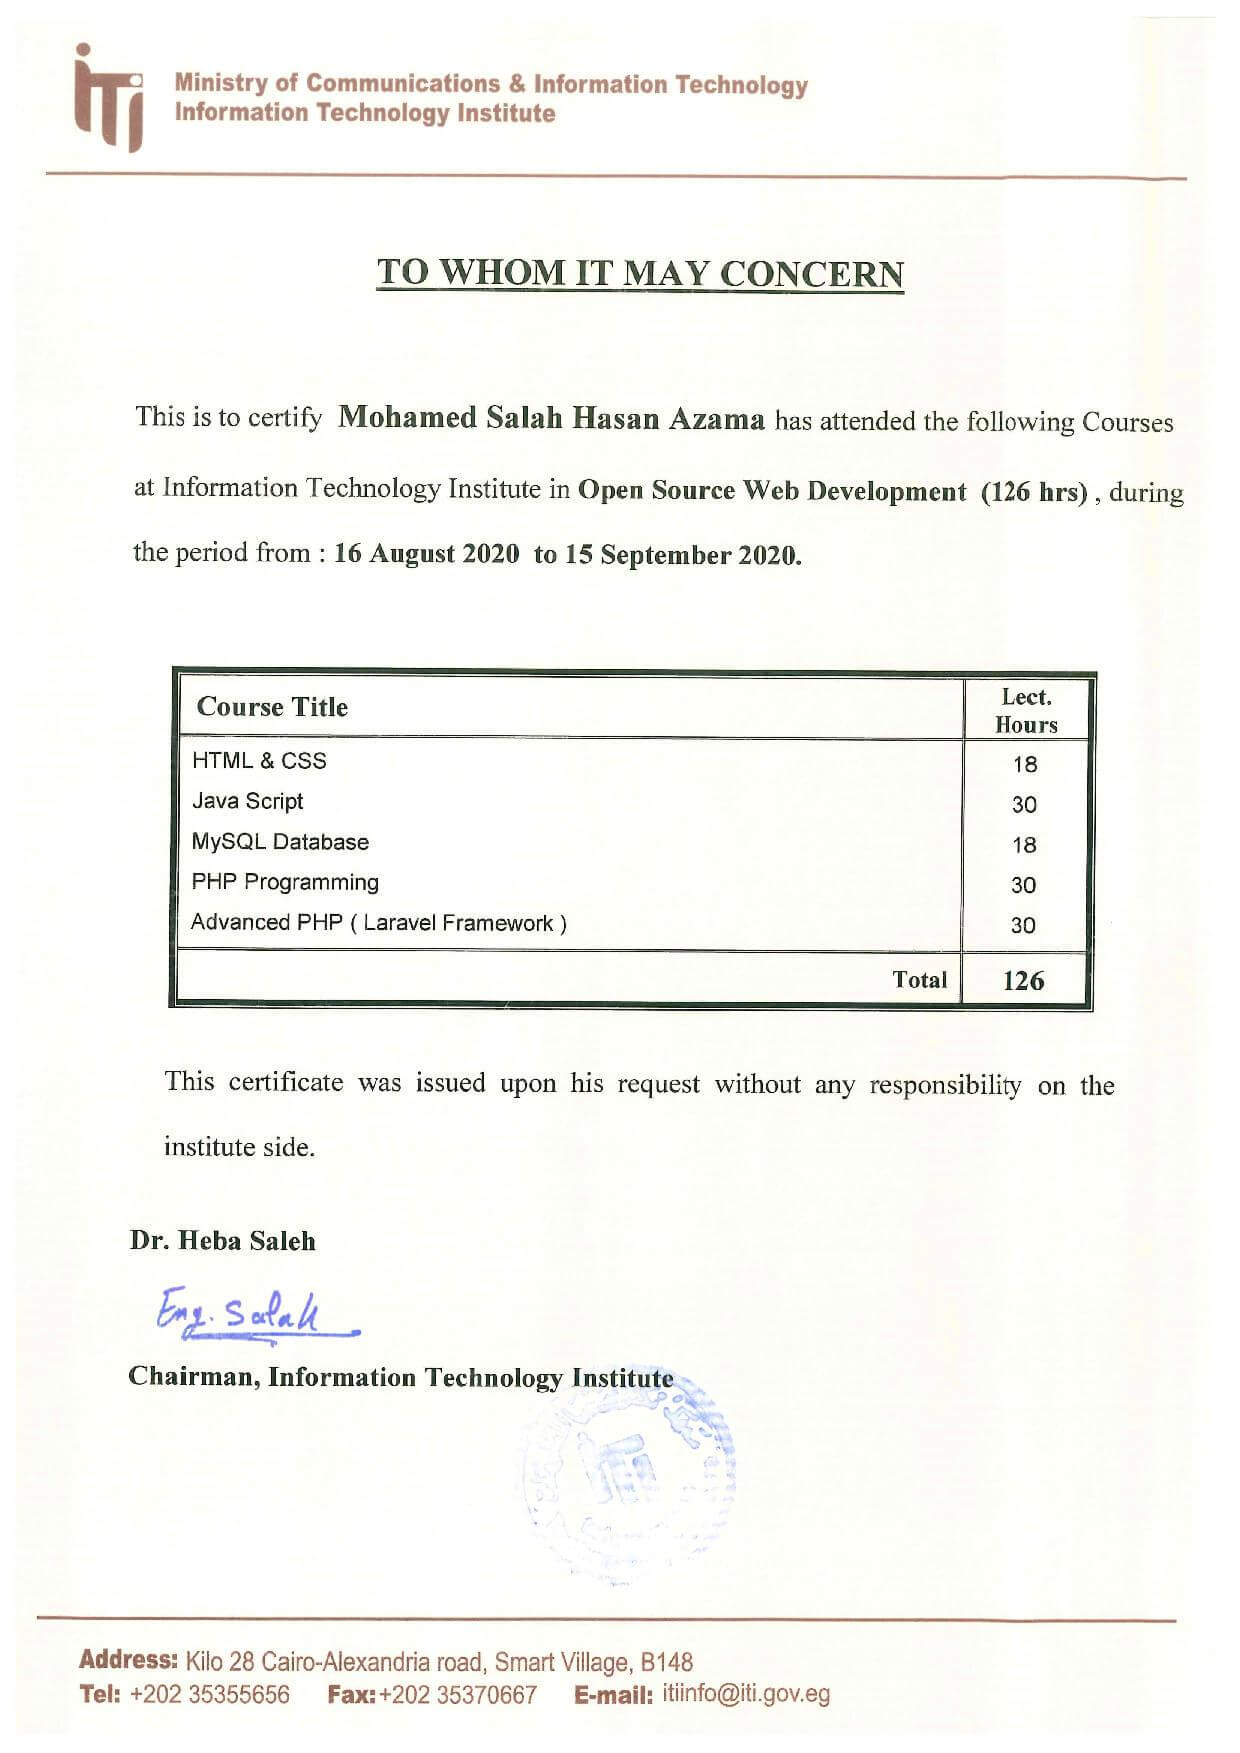 iTi
Ministry of Communications & Information Technology
Information Technology Institute
TO WHOM IT MAY CONCERN
This is to certify Mohamed Salah Hasan Azama has attended the following Courses
at Information Technology Institute in Open Source Web Development (126 hrs) , during
the period from : 16 August 2020 to 15 September 2020.
Course Title Lect. Hours
HTML & CSS 18
Java Script 30
MySQL Database 18
PHP Programming 30
Advanced PHP ( Laravel Framework ) 30
Total 126
This certificate was issued upon his request without any responsibility on the
institute side.
Dr. Heba Saleh
Eng. Salah
Chairman, Information Technology Institute
iTi
Address: Kilo 28 Cairo-Alexandria road, Smart Village, B148
Tel: +202 35355656 Fax:+202 35370667 E-mail: itiinfo@iti.gov.eg